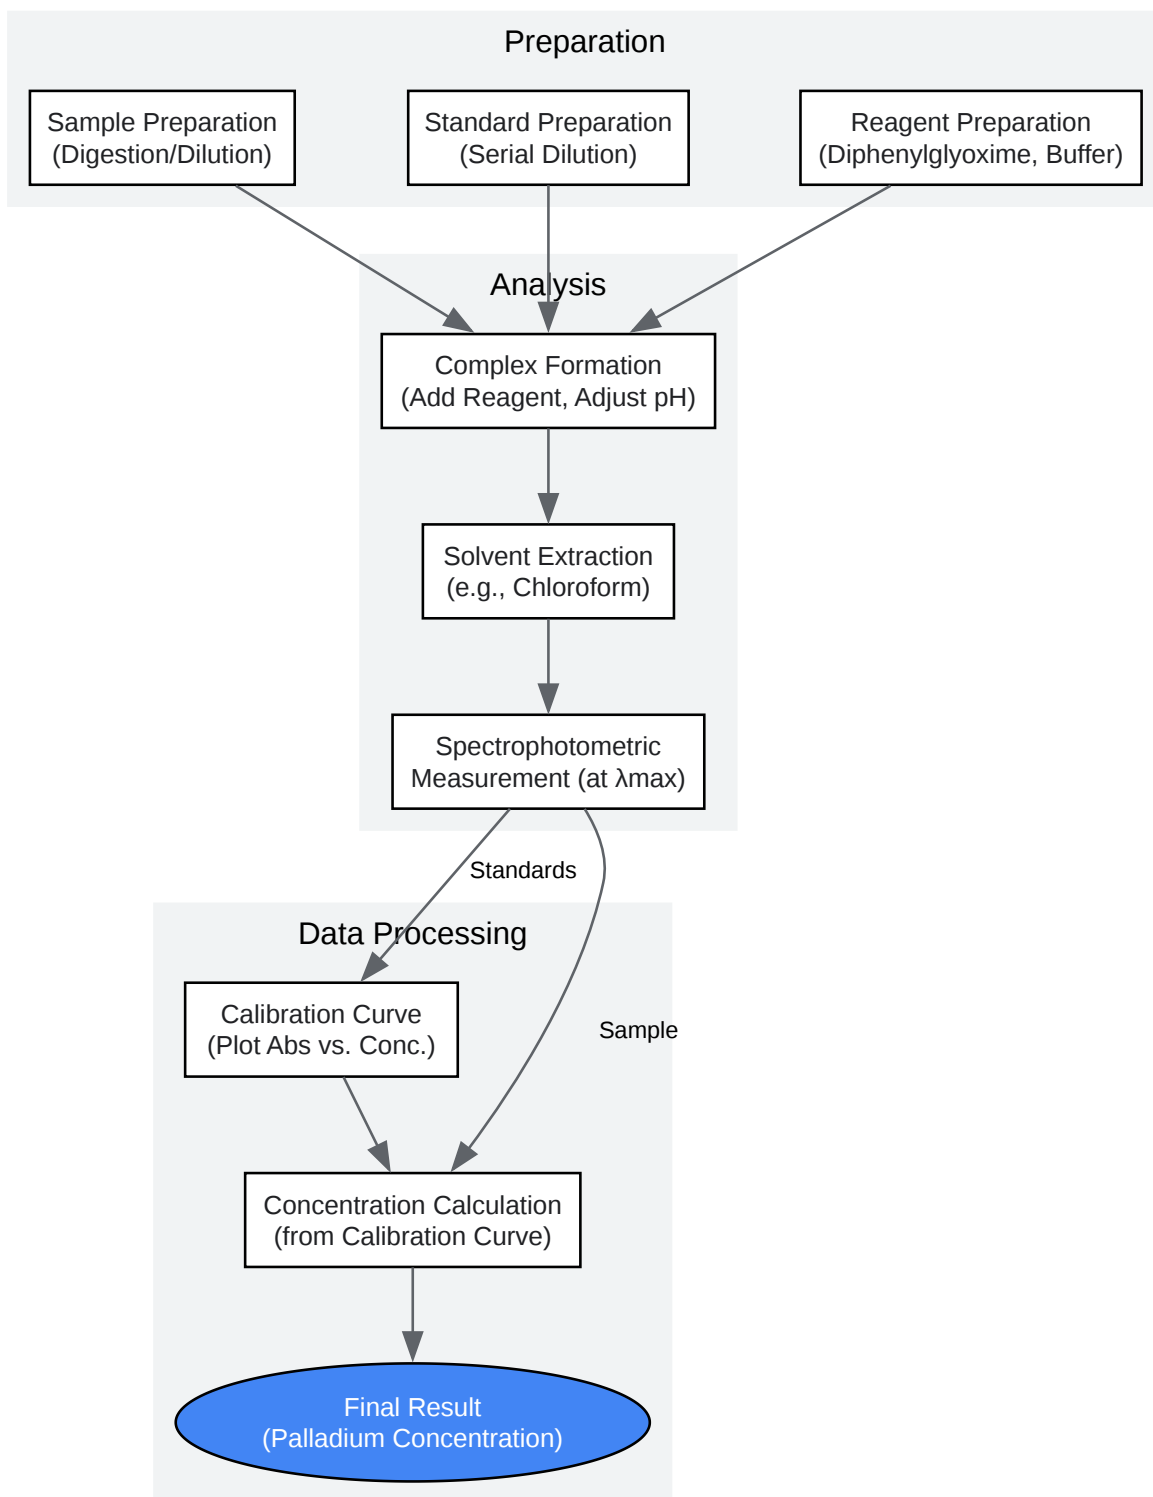 Preparation
Sample Preparation
(Digestion/Dilution)
Standard Preparation
(Serial Dilution)
Reagent Preparation
(Diphenylglyoxime, Buffer)
Analysis
Complex Formation
(Add Reagent, Adjust pH)
Solvent Extraction
(e.g., Chloroform)
Spectrophotometric
Measurement (at λmax)
Standards
Data Processing
Calibration Curve
(Plot Abs vs. Conc.)
Sample
Concentration Calculation
(from Calibration Curve)
Final Result
(Palladium Concentration)